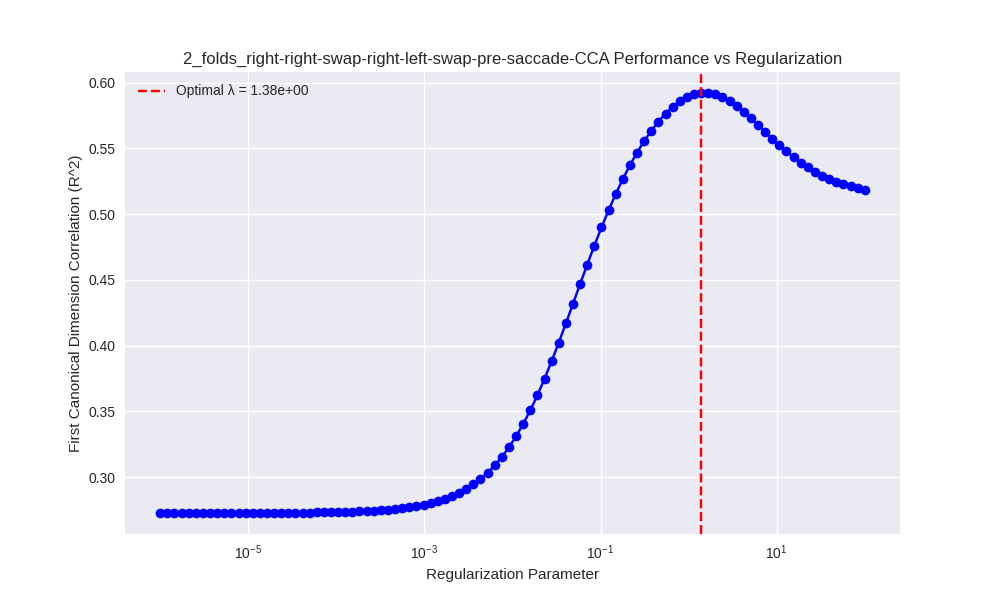 2_folds_right-right-swap-right-left-swap-pre-saccade-CCA Performance vs Regularization
Optimal λ = 1.38e+00
First Canonical Dimension Correlation (R^2)
0.60
0.55
0.50
0.45
0.40
0.35
0.30
10⁻⁵
10⁻³
10⁻¹
10¹
Regularization Parameter